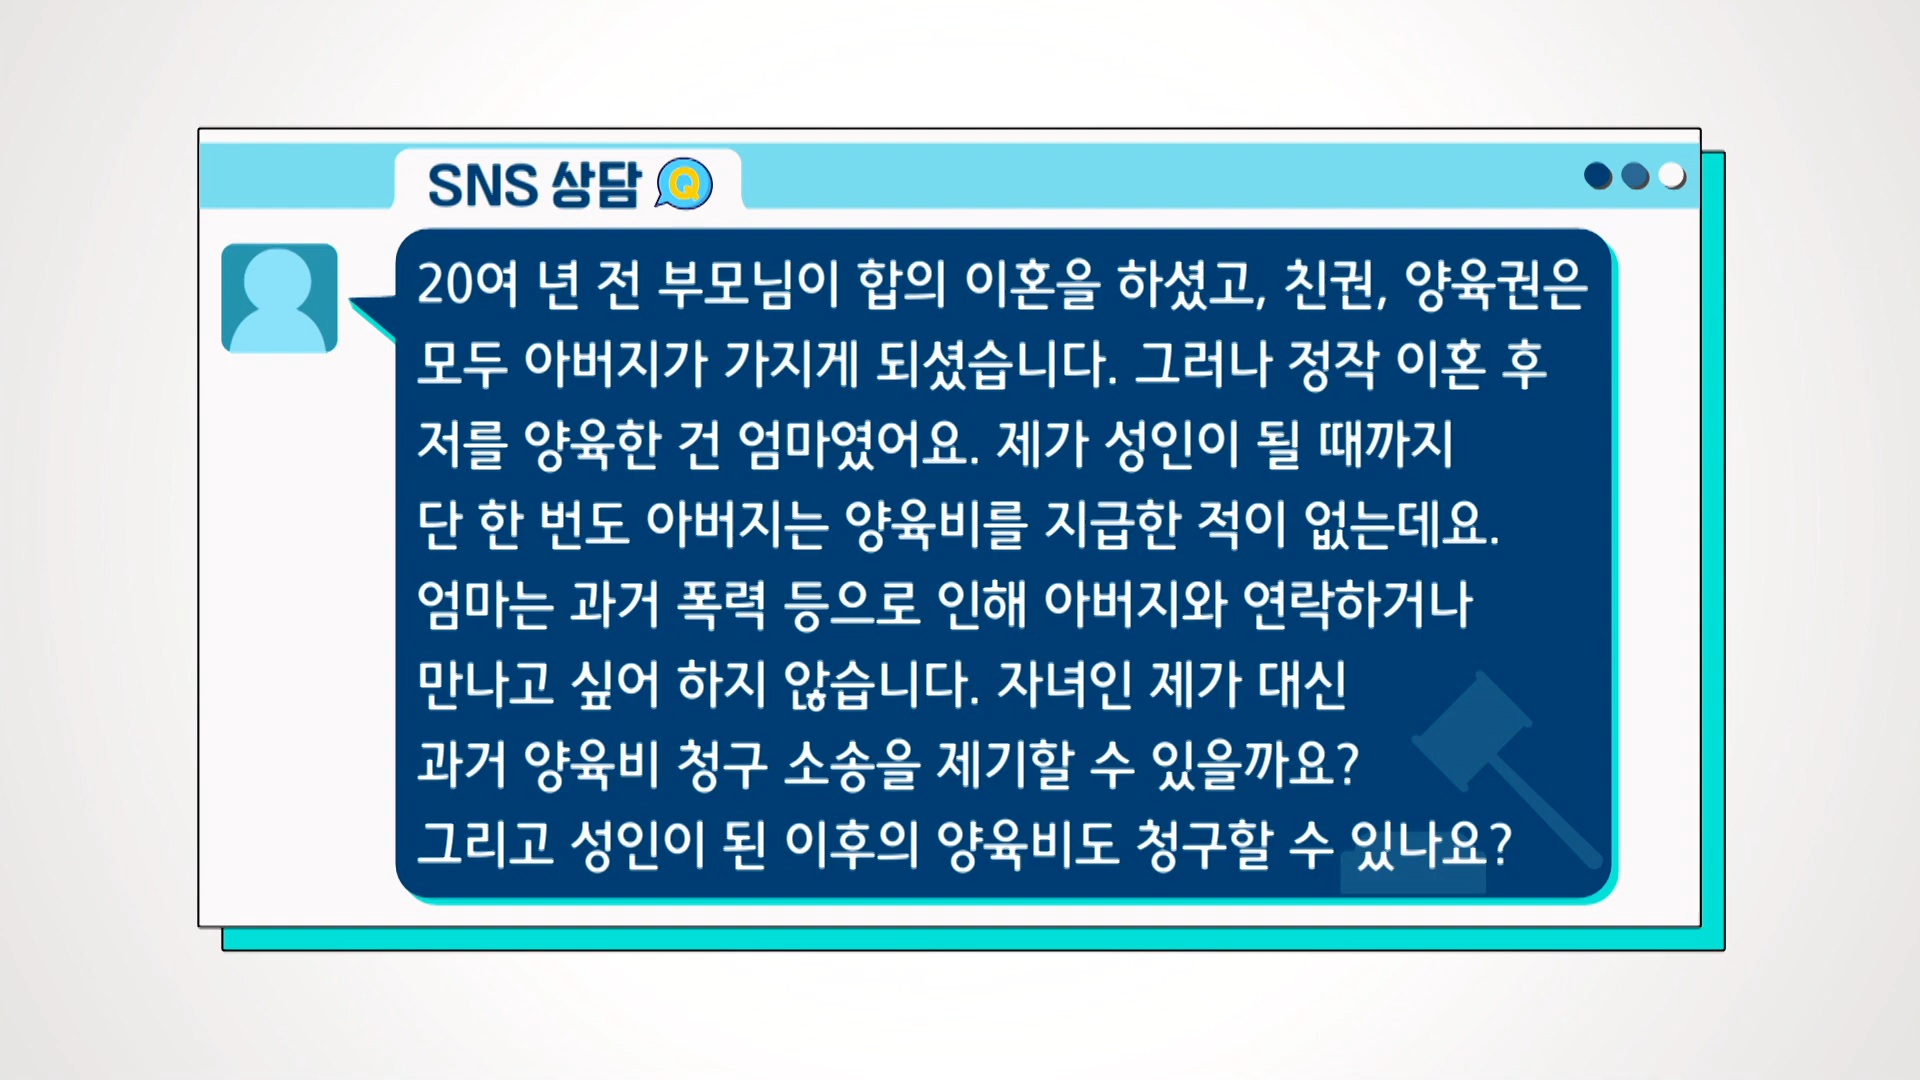 SNS 상담 Q
20여 년 전 부모님이 합의 이혼을 하셨고, 친권, 양육권은
모두 아버지가 가지게 되셨습니다. 그러나 정작 이혼 후
저를 양육한 건 엄마였어요. 제가 성인이 될 때까지
단 한 번도 아버지는 양육비를 지급한 적이 없는데요.
엄마는 과거 폭력 등으로 인해 아버지와 연락하거나
만나고 싶어 하지 않습니다. 자녀인 제가 대신
과거 양육비 청구 소송을 제기할 수 있을까요?
그리고 성인이 된 이후의 양육비도 청구할 수 있나요?